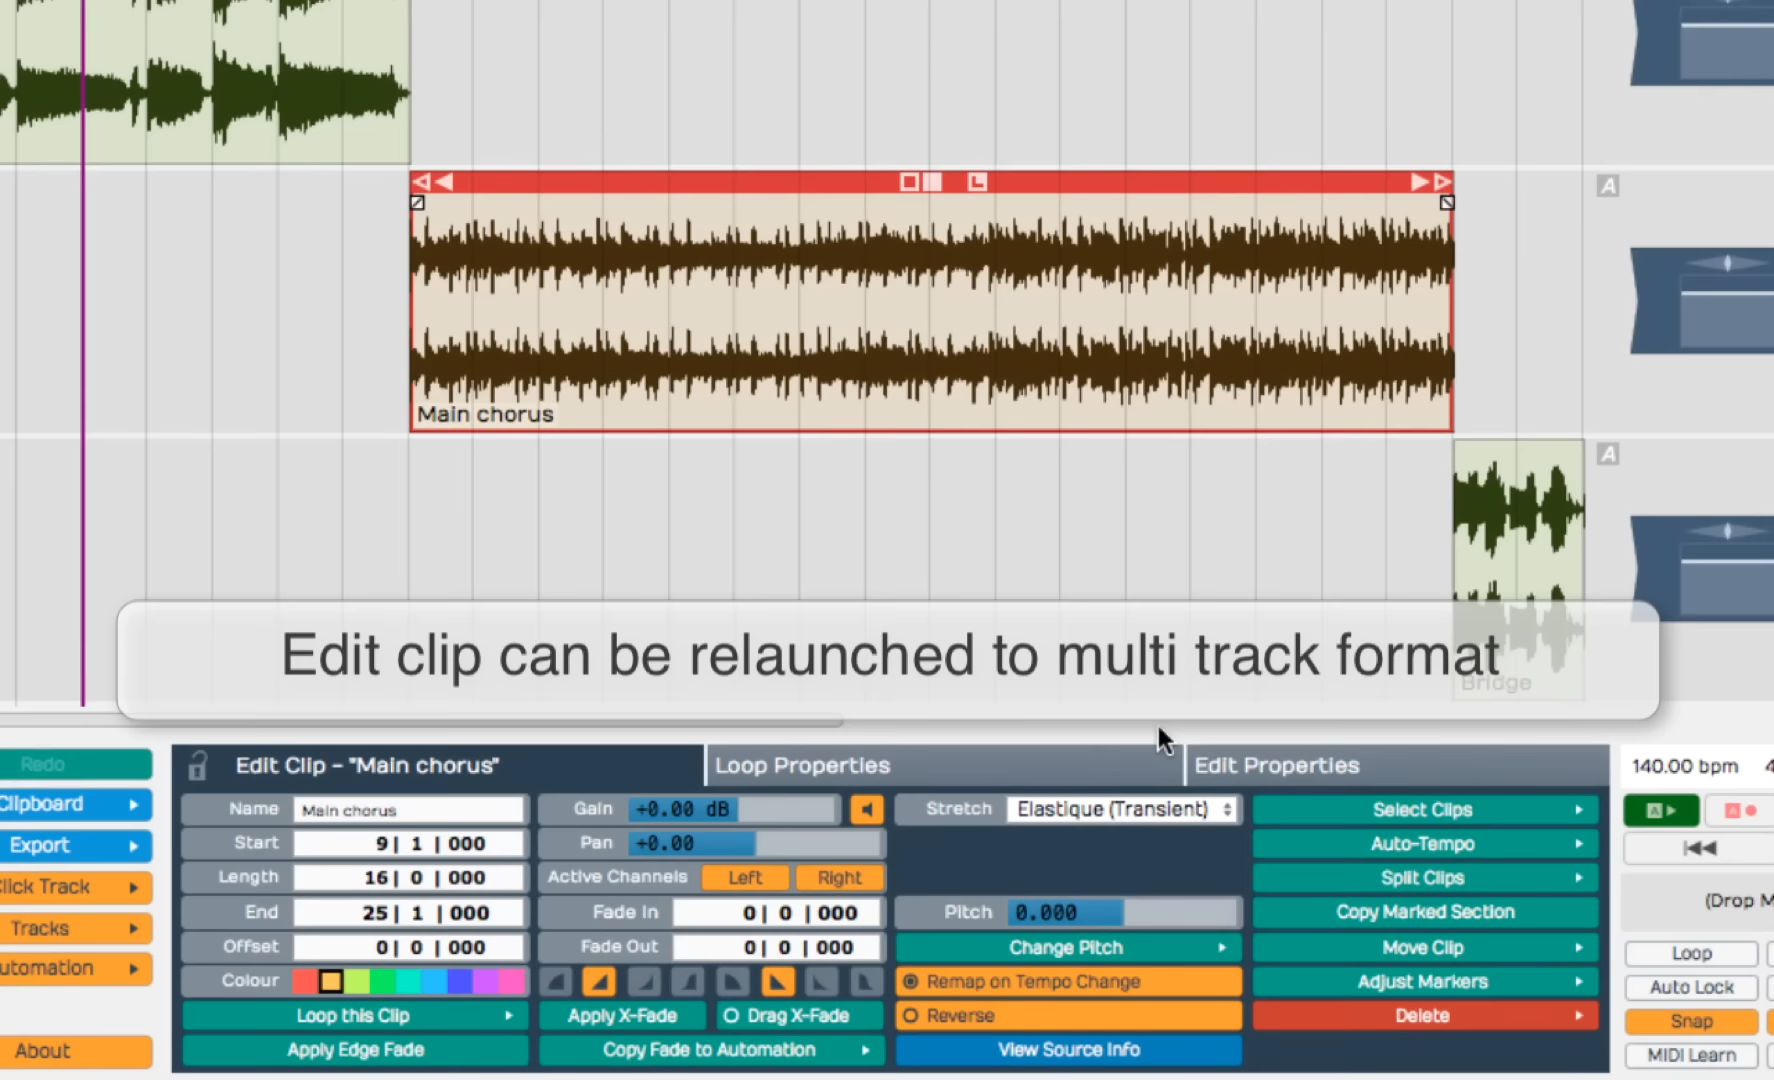 A
Main chorus
A
Edit clip can be relaunched to multi track format
Bridge
Redo
Clipboard
Export
Click Track
Tracks
Automation
About
Edit Clip – "Main chorus"
Loop Properties
Edit Properties
Name Main chorus
Start 9| 1 | 000
Length 16| 0 | 000
End 25| 1 | 000
Offset 0| 0 | 000
Colour
Loop this Clip
Apply Edge Fade
Gain +0.00 dB
Pan +0.00
Active Channels Left Right
Fade In 0| 0 | 000
Fade Out 0| 0 | 000
Apply X-Fade Drag X-Fade
Copy Fade to Automation
Stretch Elastique (Transient)
Pitch 0.000
Change Pitch
Remap on Tempo Change
Reverse
View Source Info
Select Clips
Auto-Tempo
Split Clips
Copy Marked Section
Move Clip
Adjust Markers
Delete
140.00 bpm 4
A A
(Drop M
Loop
Auto Lock
Snap
MIDI Learn